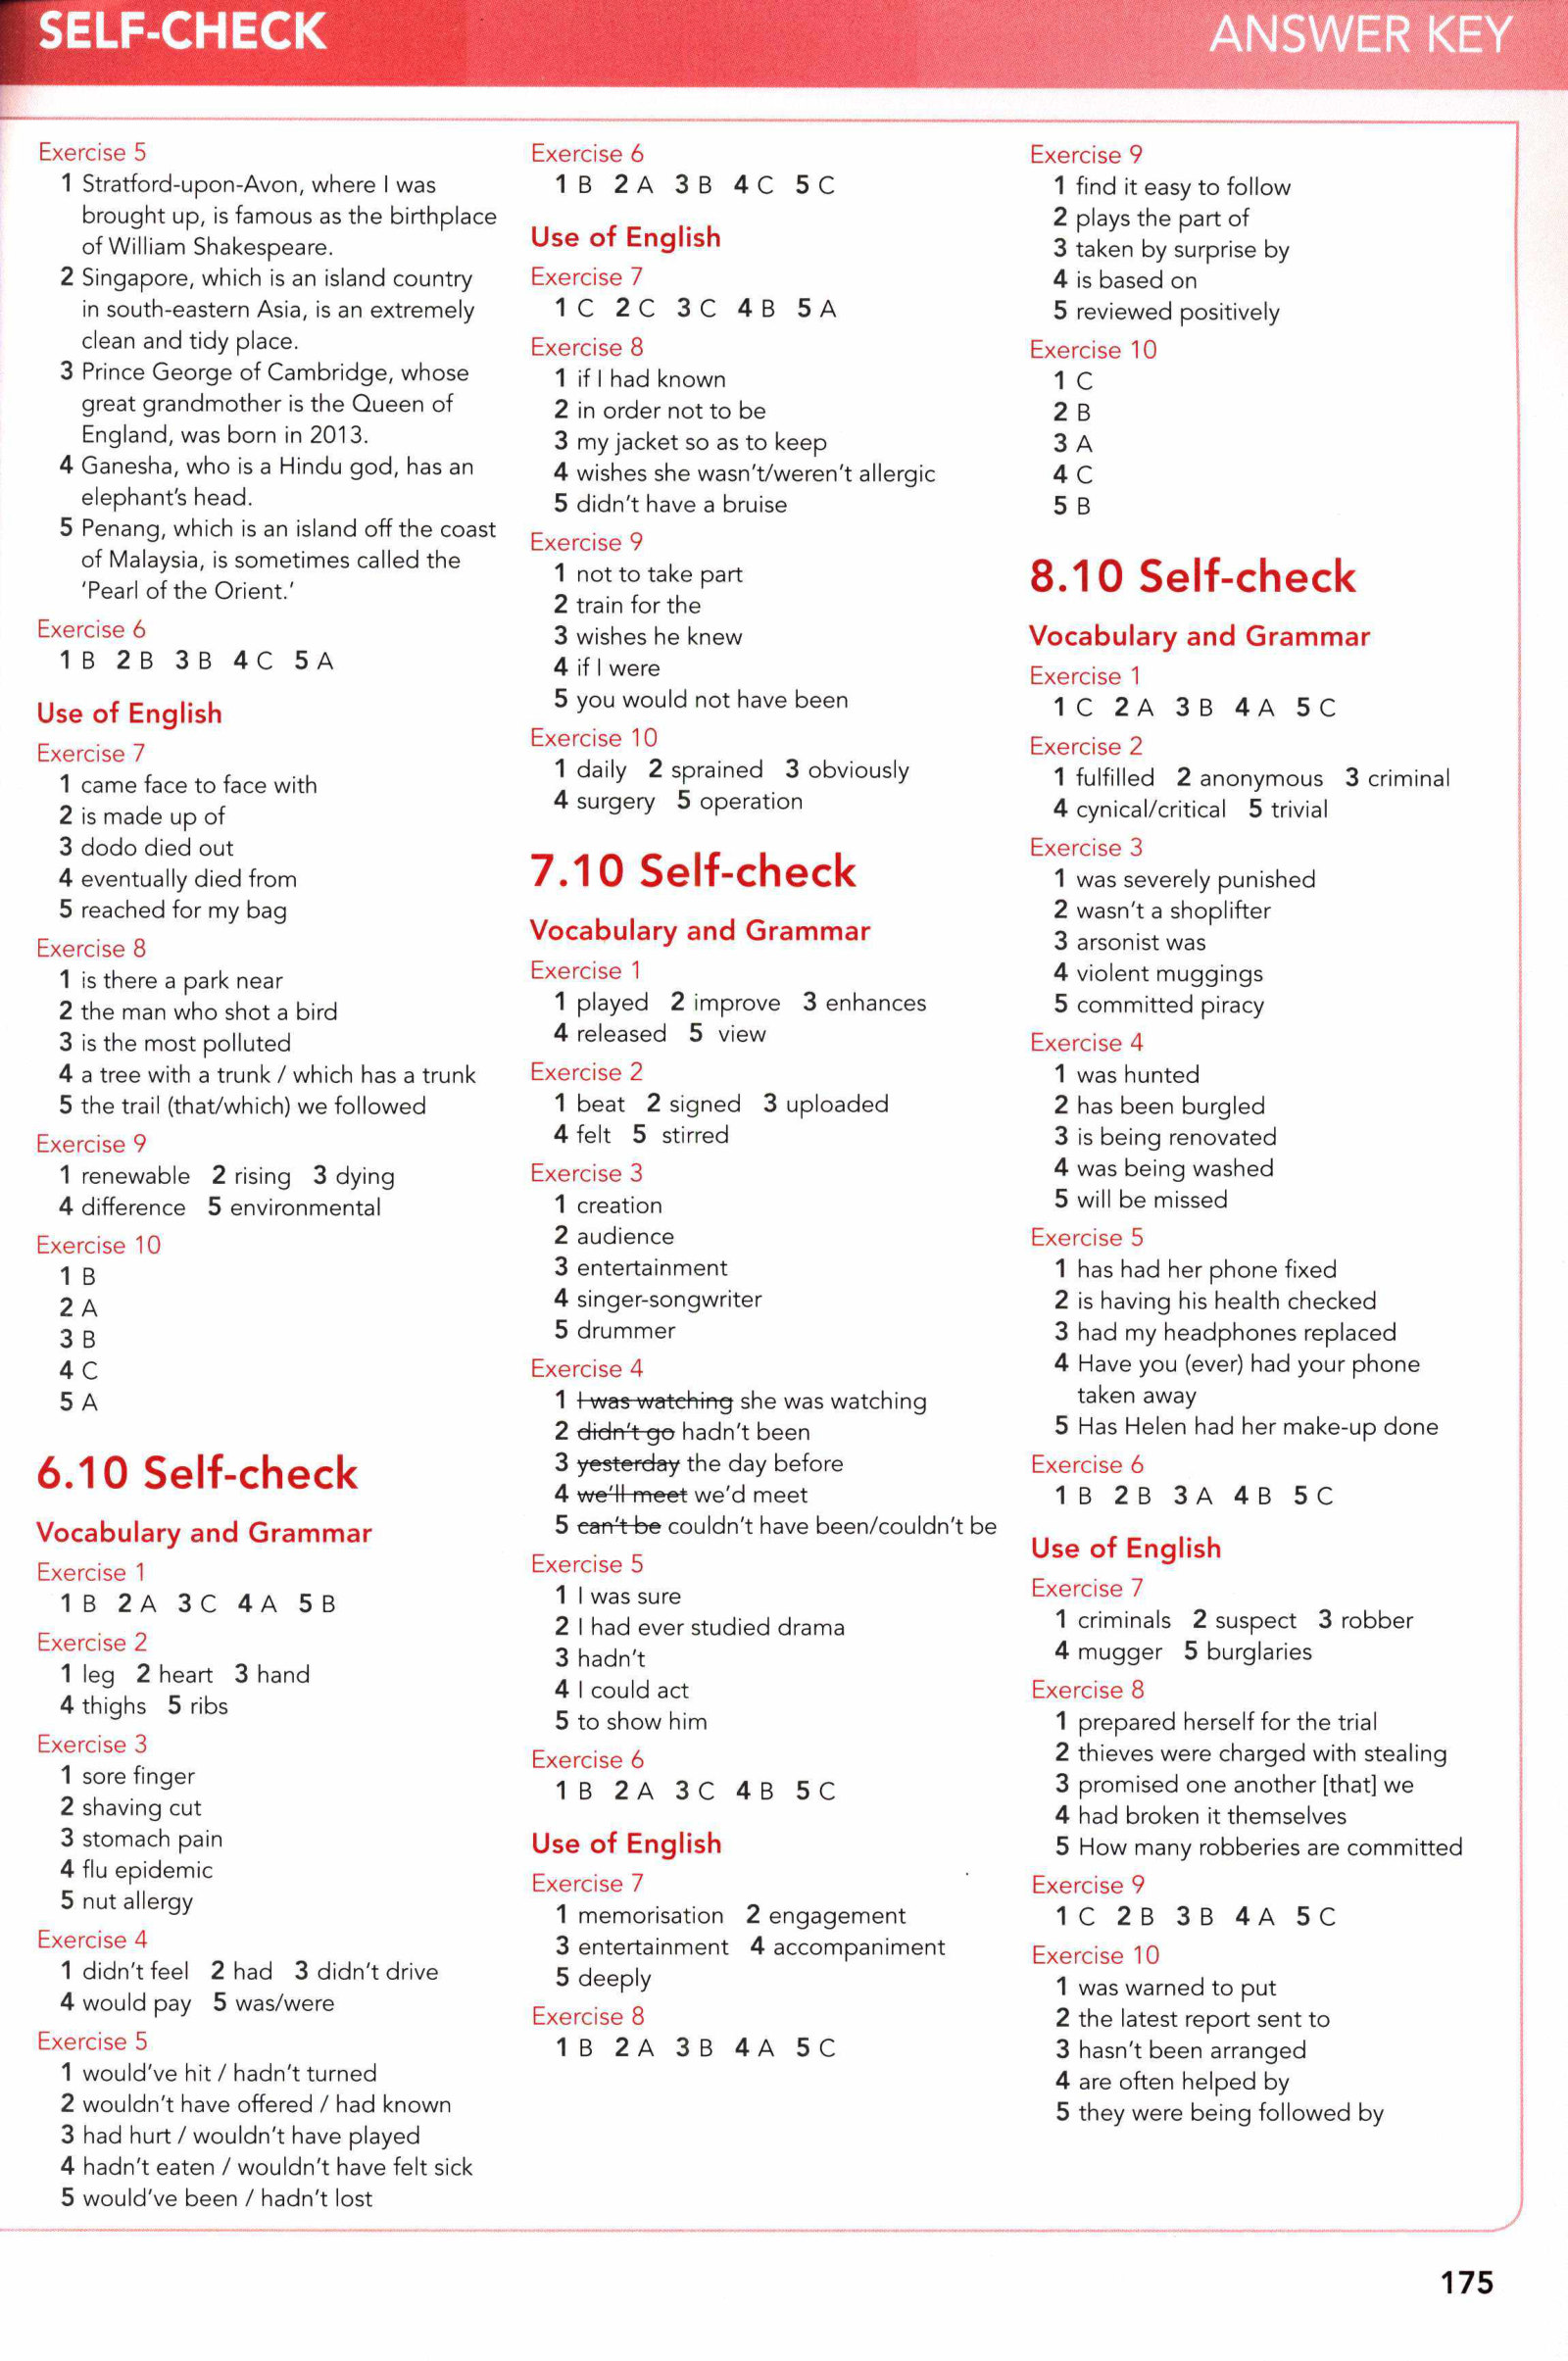 SELF-CHECK
ANSWER KEY
Exercise 5
1 Stratford-upon-Avon, where I was
brought up, is famous as the birthplace
of William Shakespeare.
2 Singapore, which is an island country
in south-eastern Asia, is an extremely
clean and tidy place.
3 Prince George of Cambridge, whose
great grandmother is the Queen of
England, was born in 2013.
4 Ganesha, who is a Hindu god, has an
elephant's head.
5 Penang, which is an island off the coast
of Malaysia, is sometimes called the
'Pearl of the Orient.'
Exercise 6
1 B 2 B 3 B 4 C 5 A
Use of English
Exercise 7
1 came face to face with
2 is made up of
3 dodo died out
4 eventually died from
5 reached for my bag
Exercise 8
1 is there a park near
2 the man who shot a bird
3 is the most polluted
4 a tree with a trunk / which has a trunk
5 the trail (that/which) we followed
Exercise 9
1 renewable 2 rising 3 dying
4 difference 5 environmental
Exercise 10
1 B
2 A
3 B
4 C
5 A
6.10 Self-check
Vocabulary and Grammar
Exercise 1
1 B 2 A 3 C 4 A 5 B
Exercise 2
1 leg 2 heart 3 hand
4 thighs 5 ribs
Exercise 3
1 sore finger
2 shaving cut
3 stomach pain
4 flu epidemic
5 nut allergy
Exercise 4
1 didn't feel 2 had 3 didn't drive
4 would pay 5 was/were
Exercise 5
1 would've hit / hadn't turned
2 wouldn't have offered / had known
3 had hurt / wouldn't have played
4 hadn't eaten / wouldn't have felt sick
5 would've been / hadn't lost
Exercise 6
1 B 2 A 3 B 4 C 5 C
Use of English
Exercise 7
1 C 2 C 3 C 4 B 5 A
Exercise 8
1 if I had known
2 in order not to be
3 my jacket so as to keep
4 wishes she wasn't/weren't allergic
5 didn't have a bruise
Exercise 9
1 not to take part
2 train for the
3 wishes he knew
4 if I were
5 you would not have been
Exercise 10
1 daily 2 sprained 3 obviously
4 surgery 5 operation
7.10 Self-check
Vocabulary and Grammar
Exercise 1
1 played 2 improve 3 enhances
4 released 5 view
Exercise 2
1 beat 2 signed 3 uploaded
4 felt 5 stirred
Exercise 3
1 creation
2 audience
3 entertainment
4 singer-songwriter
5 drummer
Exercise 4
1 I was watching she was watching
2 didn't go hadn't been
3 yesterday the day before
4 we'll meet we'd meet
5 can't be couldn't have been/couldn't be
Exercise 5
1 I was sure
2 I had ever studied drama
3 hadn't
4 I could act
5 to show him
Exercise 6
1 B 2 A 3 C 4 B 5 C
Use of English
Exercise 7
1 memorisation 2 engagement
3 entertainment 4 accompaniment
5 deeply
Exercise 8
1 B 2 A 3 B 4 A 5 C
Exercise 9
1 find it easy to follow
2 plays the part of
3 taken by surprise by
4 is based on
5 reviewed positively
Exercise 10
1 C
2 B
3 A
4 C
5 B
8.10 Self-check
Vocabulary and Grammar
Exercise 1
1 C 2 A 3 B 4 A 5 C
Exercise 2
1 fulfilled 2 anonymous 3 criminal
4 cynical/critical 5 trivial
Exercise 3
1 was severely punished
2 wasn't a shoplifter
3 arsonist was
4 violent muggings
5 committed piracy
Exercise 4
1 was hunted
2 has been burgled
3 is being renovated
4 was being washed
5 will be missed
Exercise 5
1 has had her phone fixed
2 is having his health checked
3 had my headphones replaced
4 Have you (ever) had your phone
taken away
5 Has Helen had her make-up done
Exercise 6
1 B 2 B 3 A 4 B 5 C
Use of English
Exercise 7
1 criminals 2 suspect 3 robber
4 mugger 5 burglaries
Exercise 8
1 prepared herself for the trial
2 thieves were charged with stealing
3 promised one another [that] we
4 had broken it themselves
5 How many robberies are committed
Exercise 9
1 C 2 B 3 B 4 A 5 C
Exercise 10
1 was warned to put
2 the latest report sent to
3 hasn't been arranged
4 are often helped by
5 they were being followed by
175